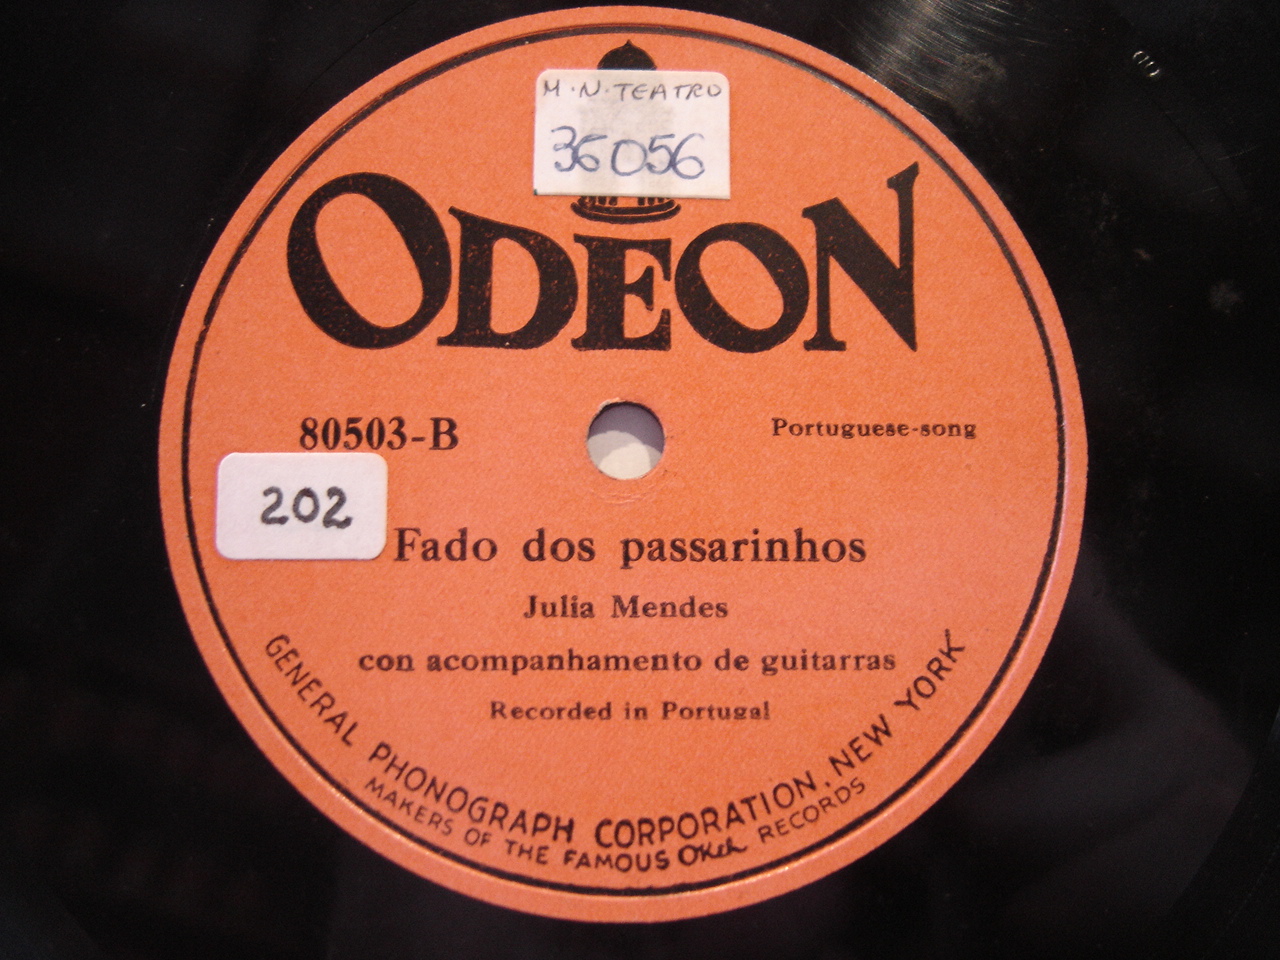 M.N.TEATRO
36056
ODEON
80503-B
Portuguese-song
202
Fado dos passarinhos
Julia Mendes
con acompanhamento de guitarras
Recorded in Portugal
GENERAL PHONOGRAPH CORPORATION, NEW YORK
MAKERS OF THE FAMOUS OKeh RECORDS